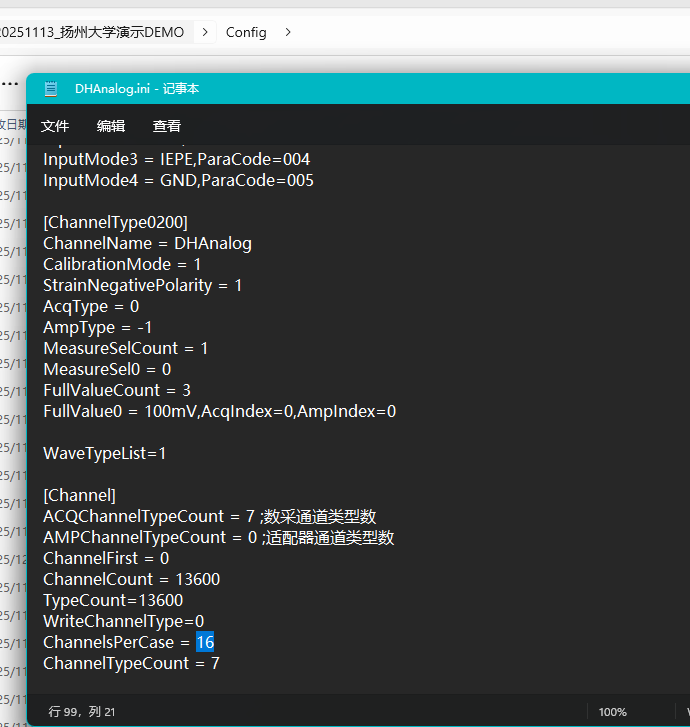 20251113_扬州大学演示DEMO > Config >
DHAnalog.ini - 记事本
文件 编辑 查看
InputMode3 = IEPE,ParaCode=004
InputMode4 = GND,ParaCode=005
[ChannelType0200]
ChannelName = DHAnalog
CalibrationMode = 1
StrainNegativePolarity = 1
AcqType = 0
AmpType = -1
MeasureSelCount = 1
MeasureSel0 = 0
FullValueCount = 3
FullValue0 = 100mV,AcqIndex=0,AmpIndex=0
WaveTypeList=1
[Channel]
ACQChannelTypeCount = 7 ;数采通道类型数
AMPChannelTypeCount = 0 ;适配器通道类型数
ChannelFirst = 0
ChannelCount = 13600
TypeCount=13600
WriteChannelType=0
ChannelsPerCase = 16
ChannelTypeCount = 7
行 99，列 21
100%